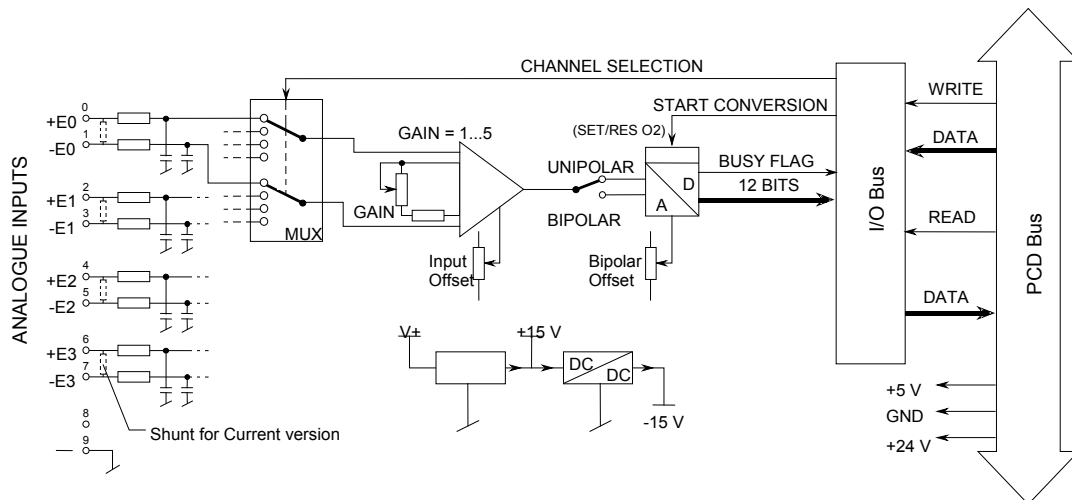 ANALOGUE INPUTS
0
+E0
1
-E0
2
+E1
3
-E1
4
+E2
5
-E2
6
+E3
7
-E3
8
9
Shunt for Current version
MUX
CHANNEL SELECTION
GAIN = 1...5
GAIN
Input
Offset
UNIPOLAR
BIPOLAR
START CONVERSION
(SET/RES O2)
D
A
BUSY FLAG
12 BITS
Bipolar
Offset
V+
+15 V
DC
DC
-15 V
I/O Bus
WRITE
DATA
READ
DATA
+5 V
GND
+24 V
PCD Bus